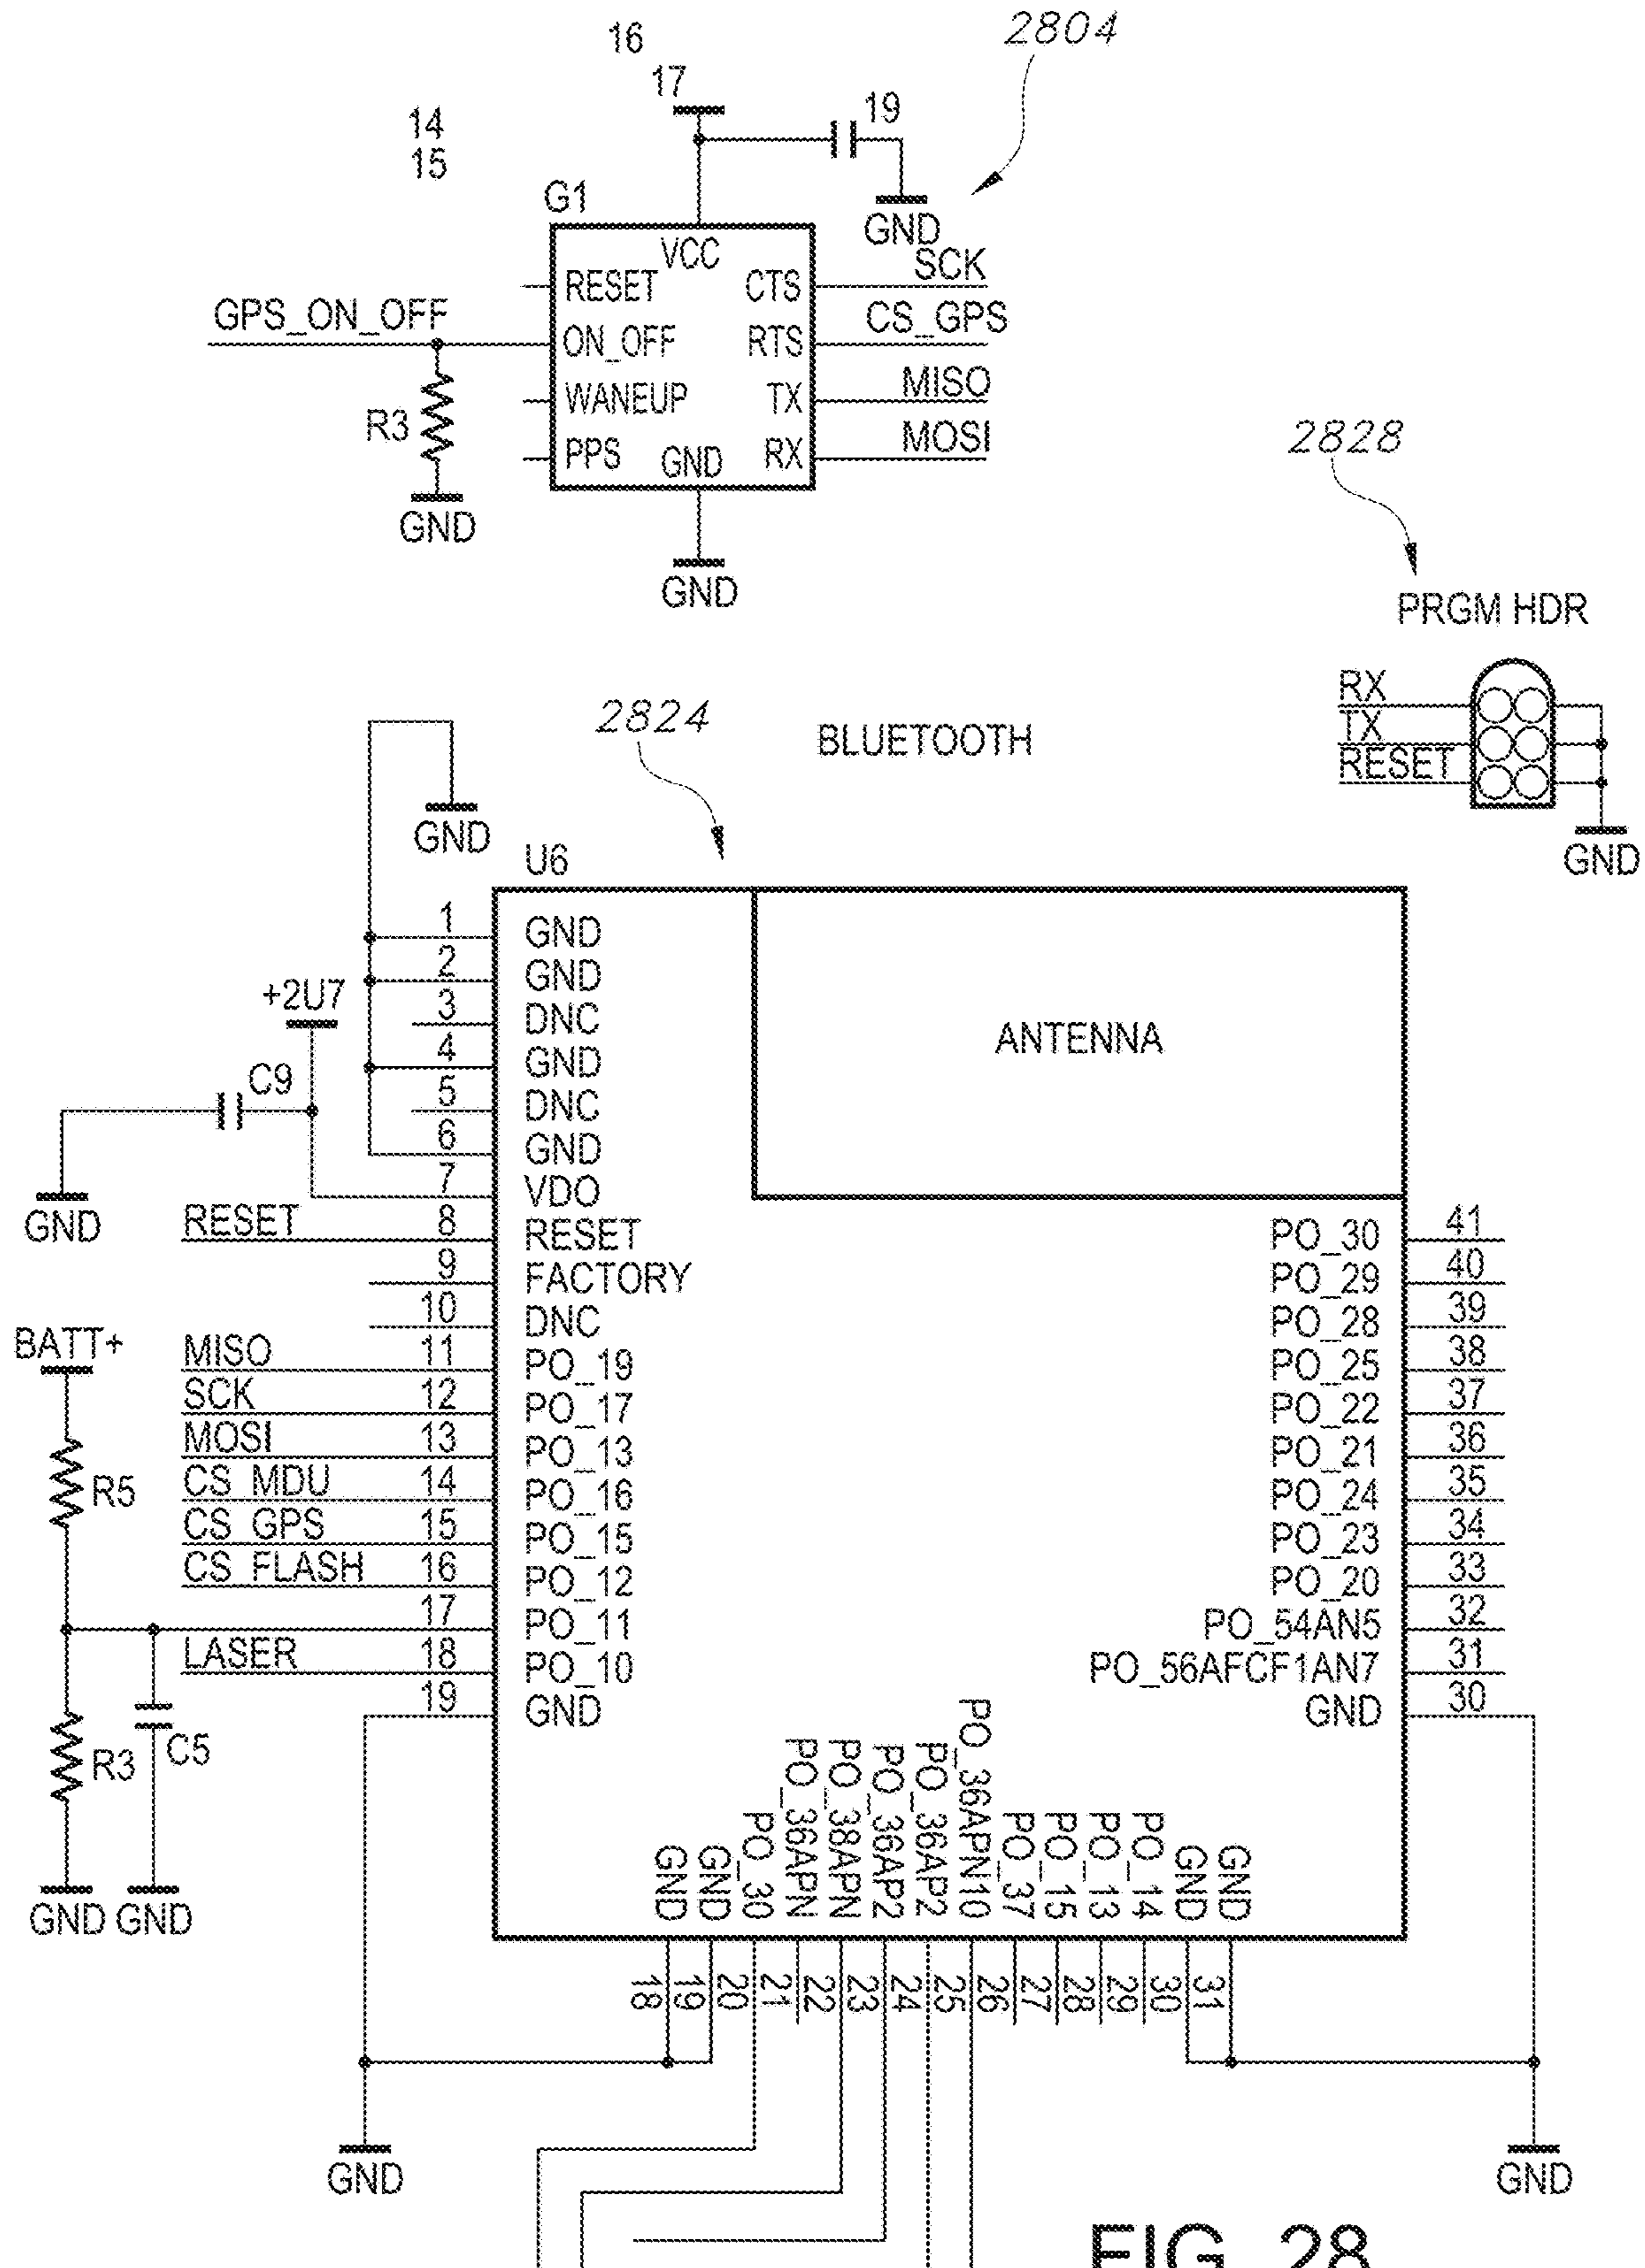 2804
16
17
19
14
15
G1
GND
VCC
SCK
RESET
CTS
GPS_ON_OFF
CS_GPS
ON_OFF
RTS
MISO
WANEUP
TX
R3
MOSI
PPS
GND
RX
GND
GND
2828
PRGM HDR
RX
TX
RESET
GND
2824
BLUETOOTH
GND
U6
ANTENNA
1 GND
2 GND
+2U7
3 DNC
4 GND
C9
5 DNC
6 GND
7 VDO
GND
RESET 8 RESET
9 FACTORY
10 DNC
BATT+
MISO 11 PO_19
SCK 12 PO_17
MOSI 13 PO_13
R5
CS_MDU 14 PO_16
CS_GPS 15 PO_15
CS_FLASH 16 PO_12
17 PO_11
LASER 18 PO_10
19 GND
R3
C5
GND GND
PO_30 41
PO_29 40
PO_28 39
PO_25 38
PO_22 37
PO_21 36
PO_24 35
PO_23 34
PO_20 33
PO_54AN5 32
PO_56AFCF1AN7 31
GND 30
GND
GND
PO_30
PO_36APN
PO_38APN
PO_36AP2
PO_36AP2
PO_36APN10
PO_37
PO_15
PO_13
PO_14
GND
GND
18
19
20
21
22
23
24
25
26
27
28
29
30
31
GND
GND
FIG. 28